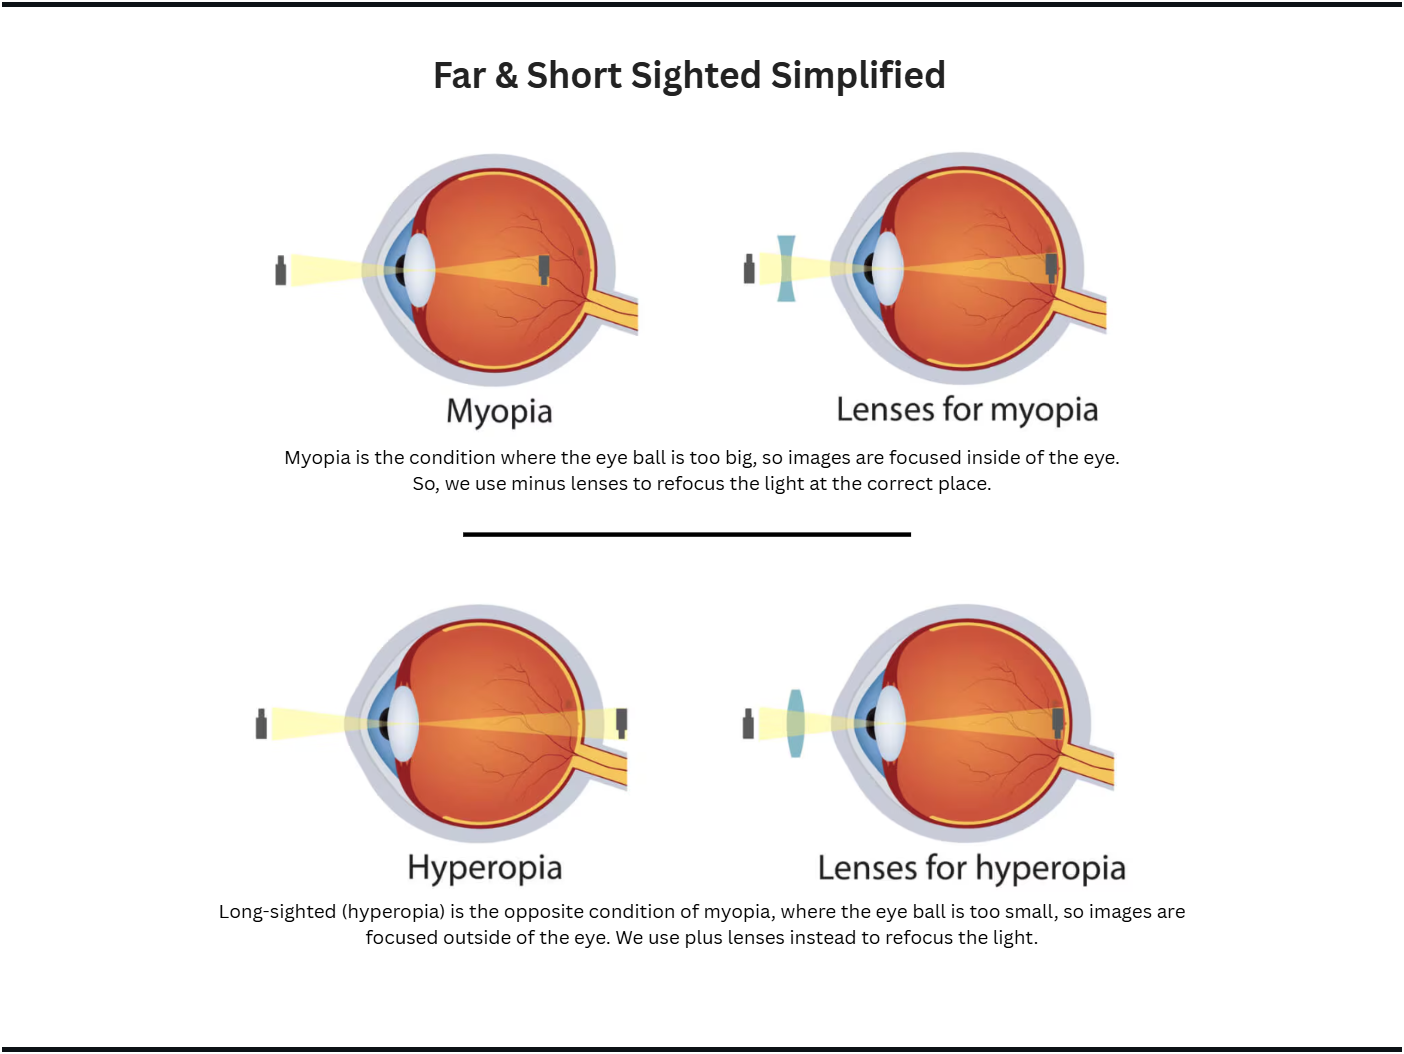 Far & Short Sighted Simplified
Myopia
Lenses for myopia
Myopia is the condition where the eye ball is too big, so images are focused inside of the eye.
So, we use minus lenses to refocus the light at the correct place.
Hyperopia
Lenses for hyperopia
Long-sighted (hyperopia) is the opposite condition of myopia, where the eye ball is too small, so images are
focused outside of the eye. We use plus lenses instead to refocus the light.